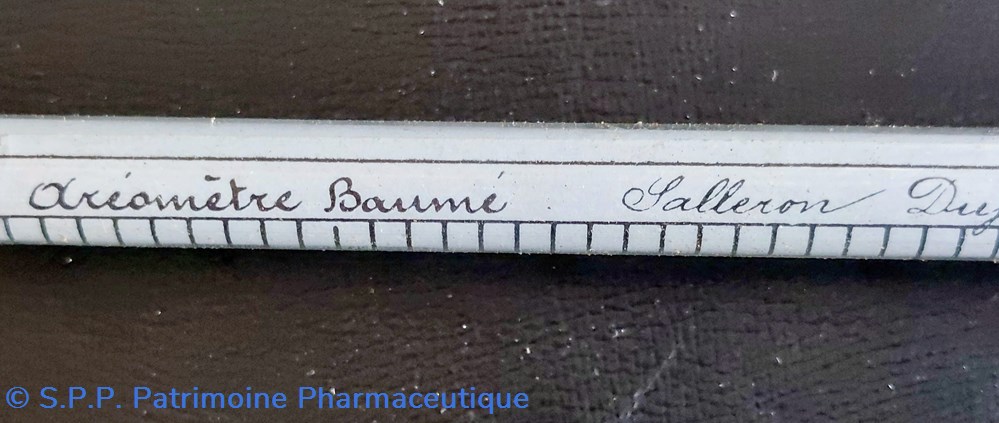 Aréomètre Baumé Salleron
© S.P.P. Patrimoine Pharmaceutique